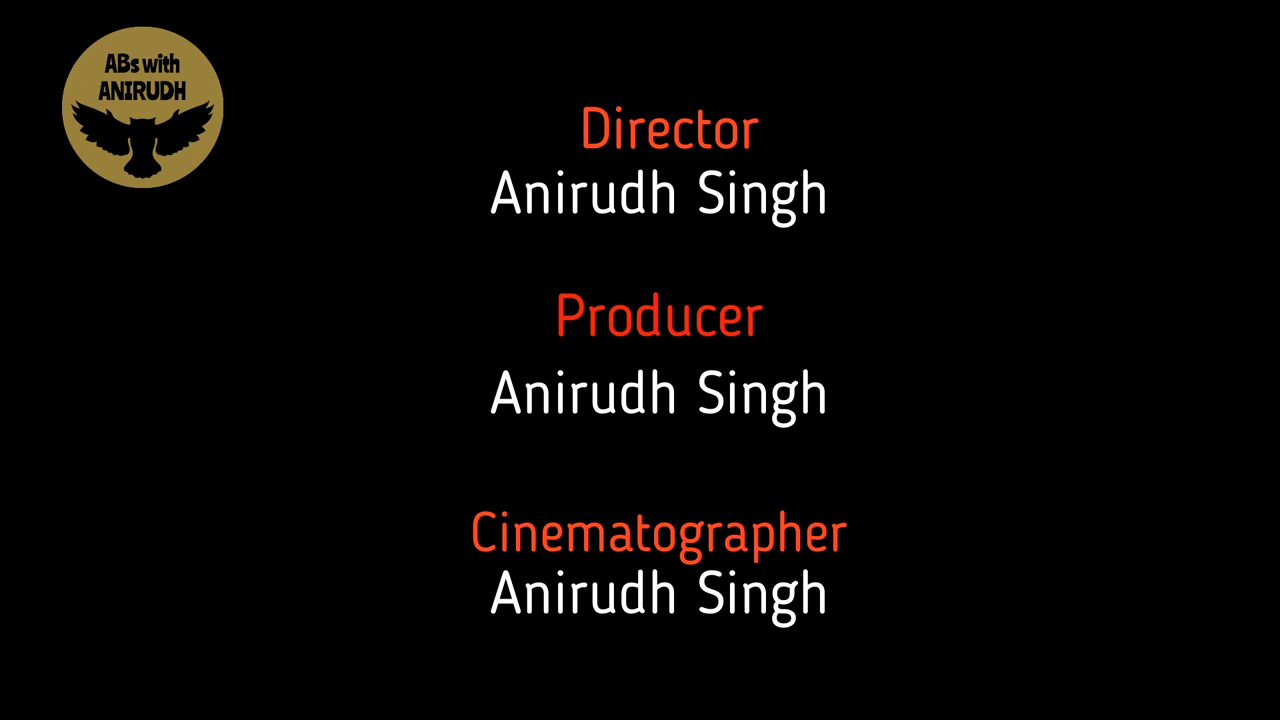 ABs with
ANIRUDH
Director
Anirudh Singh
Producer
Anirudh Singh
Cinematographer
Anirudh Singh